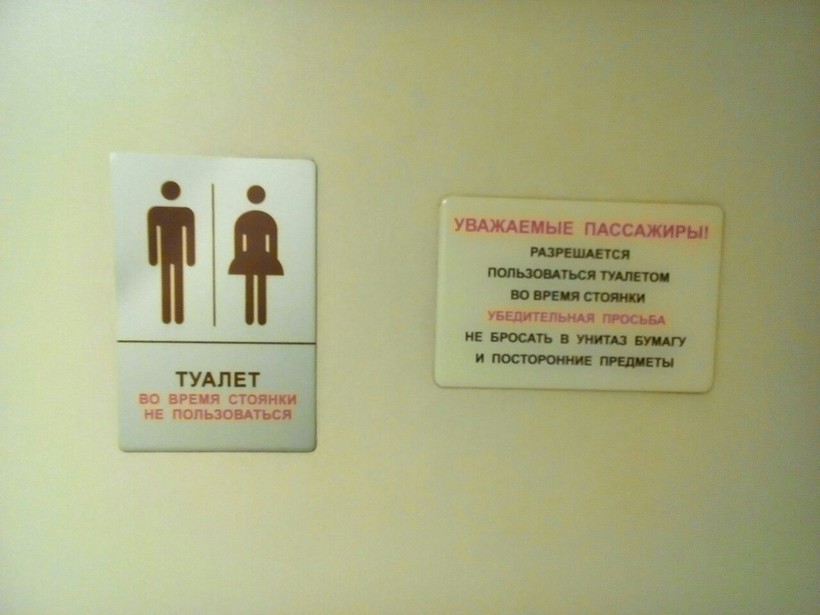 ТУАЛЕТ
ВО ВРЕМЯ СТОЯНКИ
НЕ ПОЛЬЗОВАТЬСЯ
УВАЖАЕМЫЕ ПАССАЖИРЫ!
РАЗРЕШАЕТСЯ
ПОЛЬЗОВАТЬСЯ ТУАЛЕТОМ
ВО ВРЕМЯ СТОЯНКИ
УБЕДИТЕЛЬНАЯ ПРОСЬБА
НЕ БРОСАТЬ В УНИТАЗ БУМАГУ
И ПОСТОРОННИЕ ПРЕДМЕТЫ